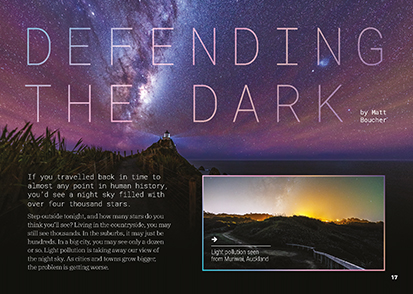 DEFENDING
THE DARK
by Matt
Boucher
If you travelled back in time to
almost any point in human history,
you'd see a night sky filled with
over four thousand stars.
Step outside tonight, and how many stars do you
think you'll see? Living in the countryside, you may
still see thousands. In the suburbs, it may just be
hundreds. In a big city, you may see only a dozen
or so. Light pollution is taking away our view of
the night sky. As cities and towns grow bigger,
the problem is getting worse.
Light pollution seen
from Muriwai, Auckland
17